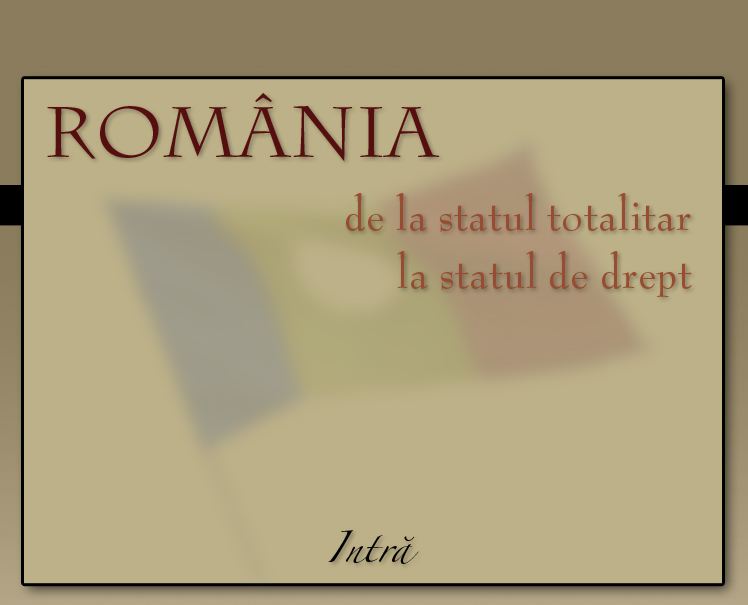 ROMÂNIA
de la statul totalitar
la statul de drept
Intră